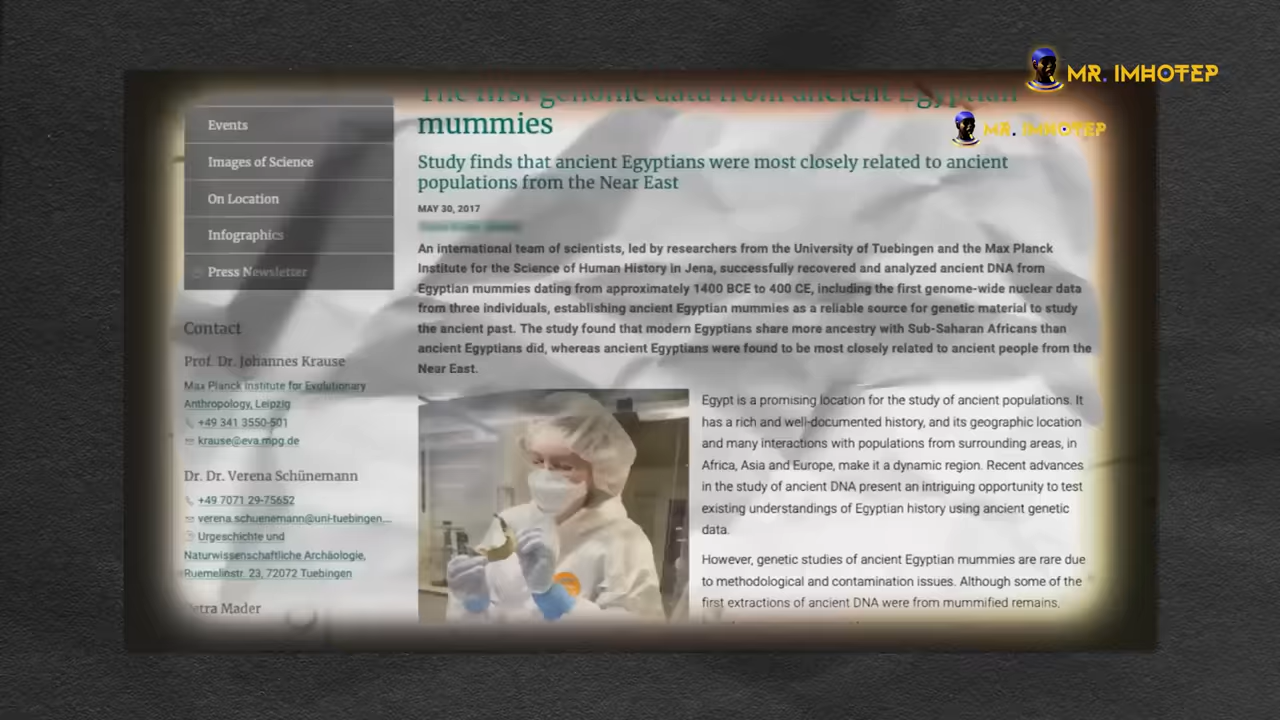 MR. IMHOTEP
MR. IMHOTEP
The first genome data from ancient Egyptian
mummies
Study finds that ancient Egyptians were most closely related to ancient
populations from the Near East
MAY 30, 2017
An international team of scientists, led by researchers from the University of Tuebingen and the Max Planck
Institute for the Science of Human History in Jena, successfully recovered and analyzed ancient DNA from
Egyptian mummies dating from approximately 1400 BCE to 400 CE, including the first genome-wide nuclear data
from three individuals, establishing ancient Egyptian mummies as a reliable source for genetic material to study
the ancient past. The study found that modern Egyptians share more ancestry with Sub-Saharan Africans than
ancient Egyptians did, whereas ancient Egyptians were found to be most closely related to ancient people from the
Near East.
Egypt is a promising location for the study of ancient populations. It
has a rich and well-documented history, and its geographic location
and many interactions with populations from surrounding areas, in
Africa, Asia and Europe, make it a dynamic region. Recent advances
in the study of ancient DNA present an intriguing opportunity to test
existing understandings of Egyptian history using ancient genetic
data.
However, genetic studies of ancient Egyptian mummies are rare due
to methodological and contamination issues. Although some of the
first extractions of ancient DNA were from mummified remains,
Events
Images of Science
On Location
Infographics
Press Newsletter
Contact
Prof. Dr. Johannes Krause
Max Planck Institute for Evolutionary
Anthropology, Leipzig
+49 341 3550-501
krause@eva.mpg.de
Dr. Dr. Verena Schünemann
+49 7071 29-75652
verena.schuenemann@uni-tuebingen...
Urgeschichte und
Naturwissenschaftliche Archäologie,
Ruemelinstr. 23, 72072 Tuebingen
Petra Mader